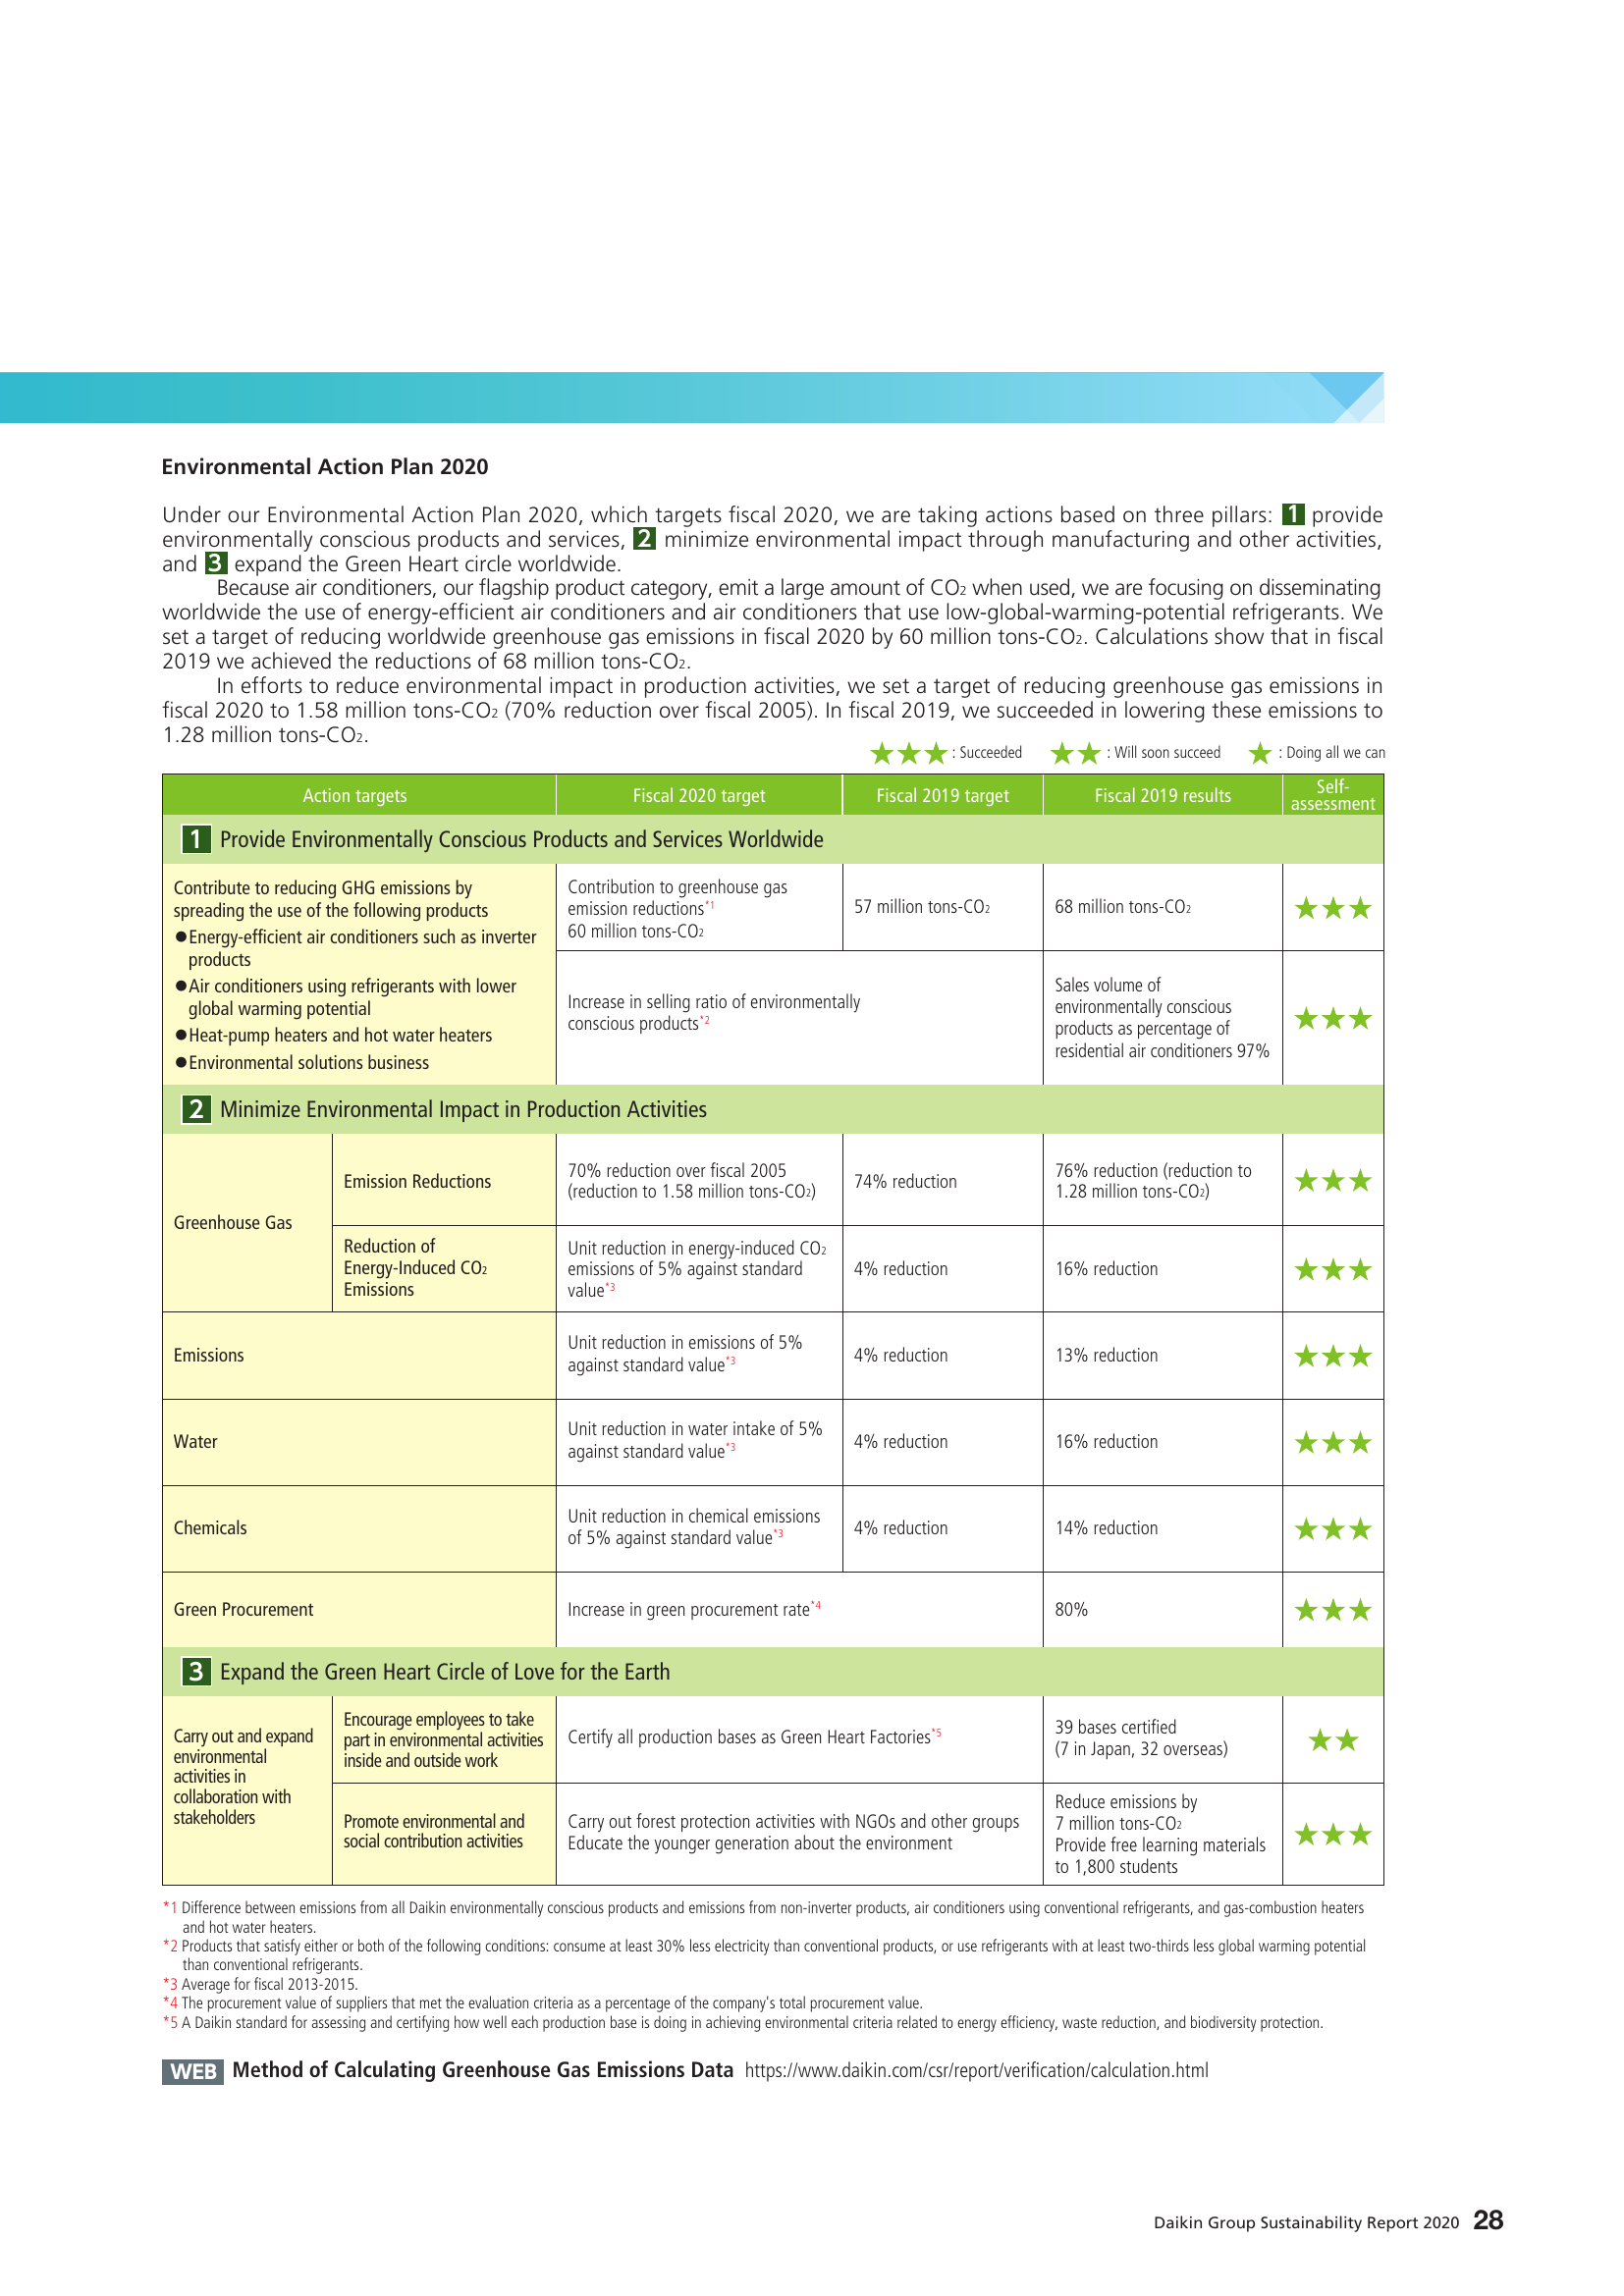 Environmental Action Plan 2020
Under our Environmental Action Plan 2020, which targets fiscal 2020, we are taking actions based on three pillars: 1 provide
environmentally conscious products and services, 2 minimize environmental impact through manufacturing and other activities,
and 3 expand the Green Heart circle worldwide.
Because air conditioners, our flagship product category, emit a large amount of CO2 when used, we are focusing on disseminating
worldwide the use of energy-efficient air conditioners and air conditioners that use low-global-warming-potential refrigerants. We
set a target of reducing worldwide greenhouse gas emissions in fiscal 2020 by 60 million tons-CO2. Calculations show that in fiscal
2019 we achieved the reductions of 68 million tons-CO2.
In efforts to reduce environmental impact in production activities, we set a target of reducing greenhouse gas emissions in
fiscal 2020 to 1.58 million tons-CO2 (70% reduction over fiscal 2005). In fiscal 2019, we succeeded in lowering these emissions to
1.28 million tons-CO2.
★★★ : Succeeded ★★ : Will soon succeed ★ : Doing all we can
Action targets
Fiscal 2020 target
Fiscal 2019 target
Fiscal 2019 results
Self-
assessment
1 Provide Environmentally Conscious Products and Services Worldwide
Contribute to reducing GHG emissions by
spreading the use of the following products
●Energy-efficient air conditioners such as inverter
products
●Air conditioners using refrigerants with lower
global warming potential
●Heat-pump heaters and hot water heaters
●Environmental solutions business
Contribution to greenhouse gas
emission reductions*1
60 million tons-CO2
57 million tons-CO2
68 million tons-CO2
★★★
Increase in selling ratio of environmentally
conscious products*2
Sales volume of
environmentally conscious
products as percentage of
residential air conditioners 97%
★★★
2 Minimize Environmental Impact in Production Activities
Greenhouse Gas
Emission Reductions
70% reduction over fiscal 2005
(reduction to 1.58 million tons-CO2)
74% reduction
76% reduction (reduction to
1.28 million tons-CO2)
★★★
Reduction of
Energy-Induced CO2
Emissions
Unit reduction in energy-induced CO2
emissions of 5% against standard
value*3
4% reduction
16% reduction
★★★
Emissions
Unit reduction in emissions of 5%
against standard value*3
4% reduction
13% reduction
★★★
Water
Unit reduction in water intake of 5%
against standard value*3
4% reduction
16% reduction
★★★
Chemicals
Unit reduction in chemical emissions
of 5% against standard value*3
4% reduction
14% reduction
★★★
Green Procurement
Increase in green procurement rate*4
80%
★★★
3 Expand the Green Heart Circle of Love for the Earth
Carry out and expand
environmental
activities in
collaboration with
stakeholders
Encourage employees to take
part in environmental activities
inside and outside work
Certify all production bases as Green Heart Factories*5
39 bases certified
(7 in Japan, 32 overseas)
★★
Promote environmental and
social contribution activities
Carry out forest protection activities with NGOs and other groups
Educate the younger generation about the environment
Reduce emissions by
7 million tons-CO2
Provide free learning materials
to 1,800 students
★★★
*1 Difference between emissions from all Daikin environmentally conscious products and emissions from non-inverter products, air conditioners using conventional refrigerants, and gas-combustion heaters
and hot water heaters.
*2 Products that satisfy either or both of the following conditions: consume at least 30% less electricity than conventional products, or use refrigerants with at least two-thirds less global warming potential
than conventional refrigerants.
*3 Average for fiscal 2013-2015.
*4 The procurement value of suppliers that met the evaluation criteria as a percentage of the company's total procurement value.
*5 A Daikin standard for assessing and certifying how well each production base is doing in achieving environmental criteria related to energy efficiency, waste reduction, and biodiversity protection.
WEB Method of Calculating Greenhouse Gas Emissions Data https://www.daikin.com/csr/report/verification/calculation.html
Daikin Group Sustainability Report 2020 28